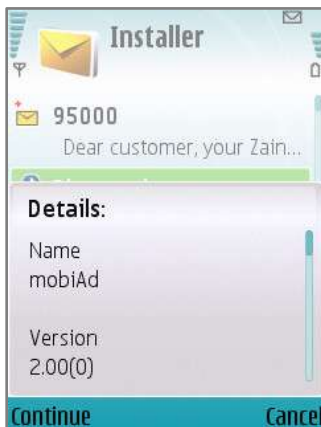 Installer
95000
Dear customer, your Zain...
Details:
Name
mobiAd
Version
2.00(0)
Continue
Cancel